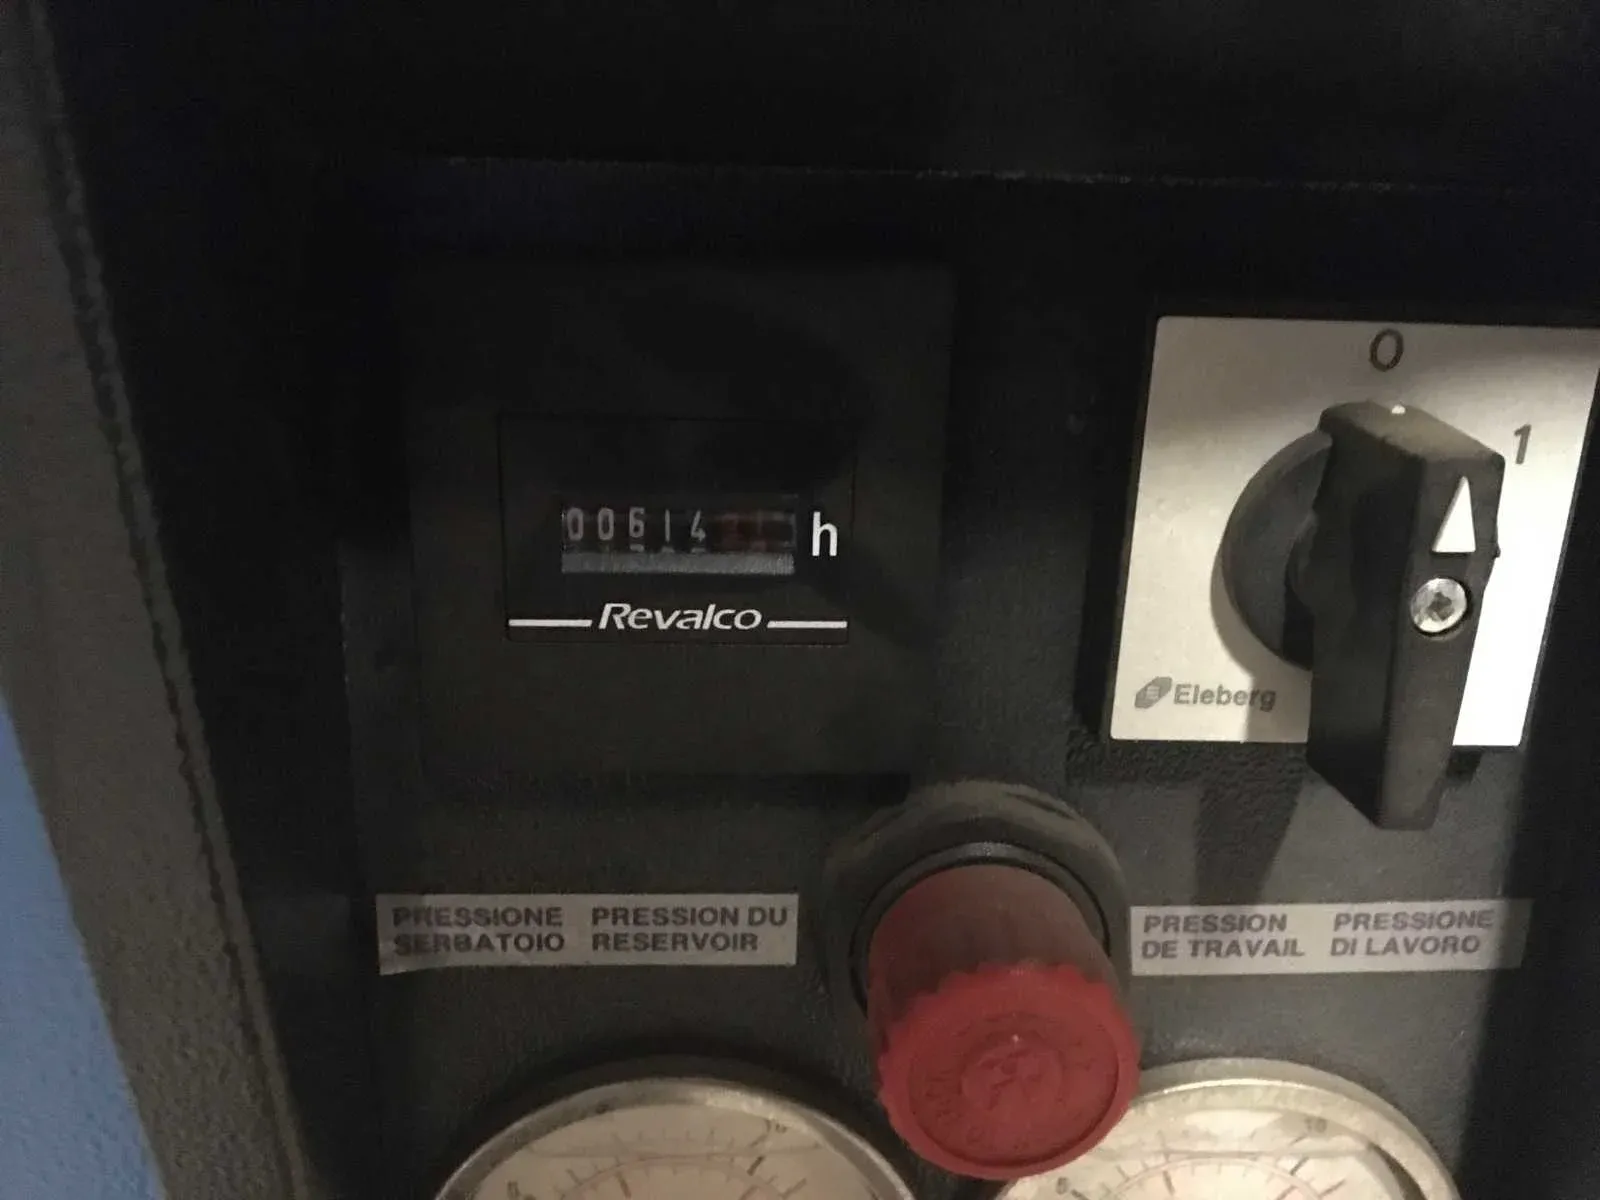 00614
h
Revalco
0
1
Eleberg
PRESSIONE PRESSION DU
SERBATOIO RESERVOIR
PRESSION PRESSIONE
DE TRAVAIL DI LAVORO